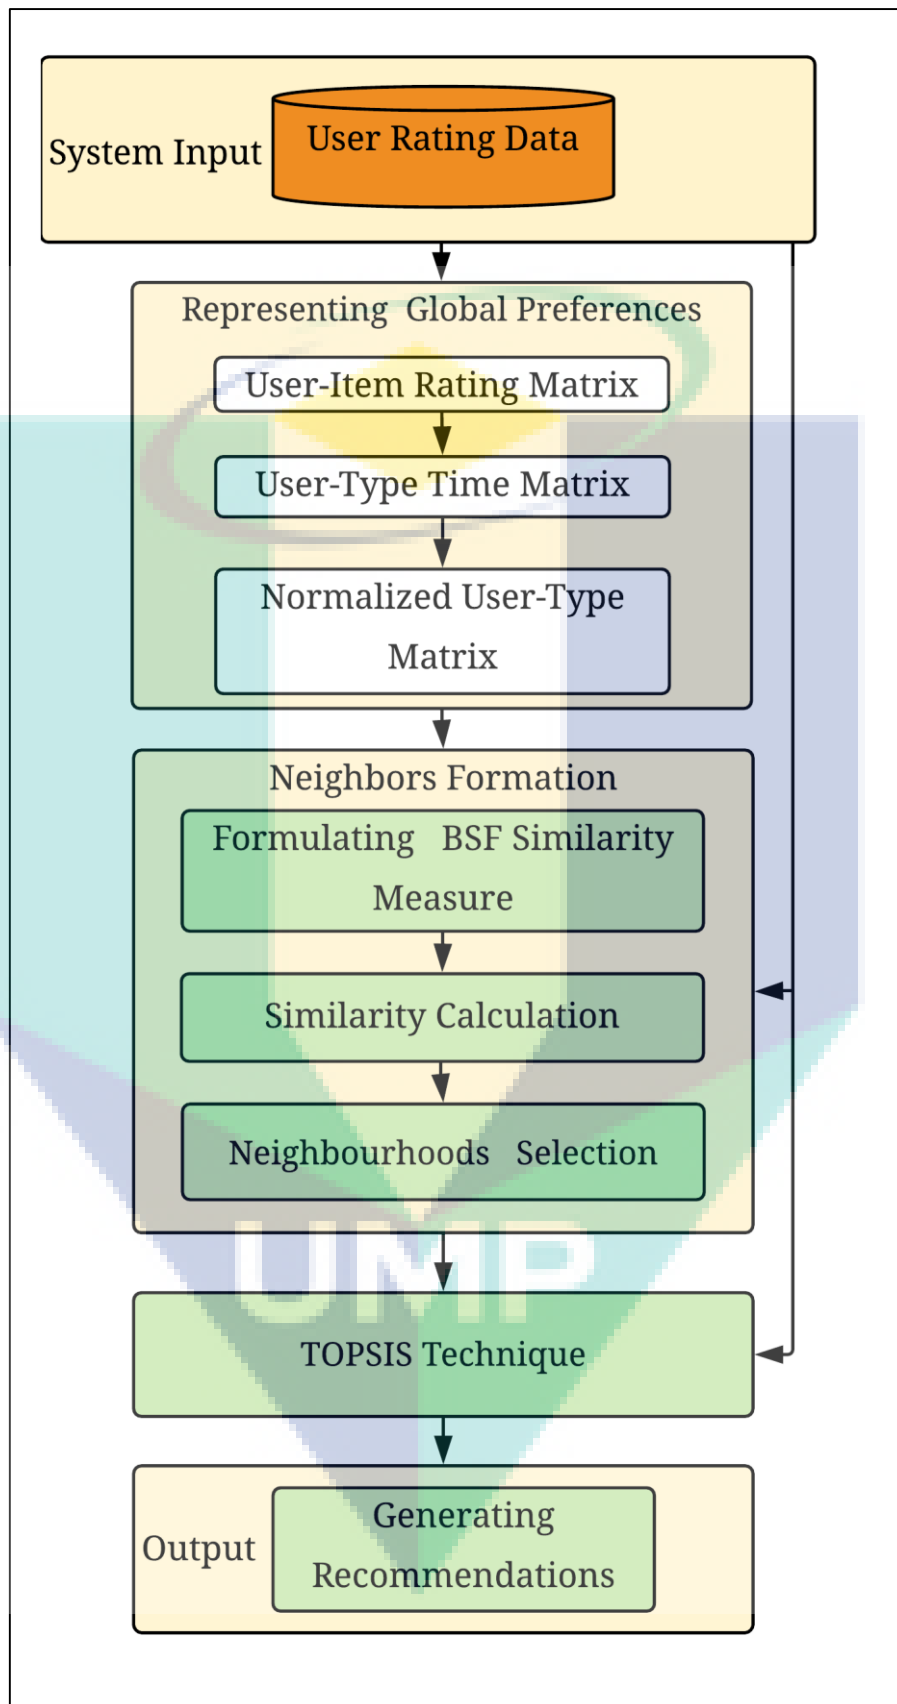 System Input
User Rating Data
Representing Global Preferences
User-Item Rating Matrix
User-Type Time Matrix
Normalized User-Type
Matrix
Neighbors Formation
Formulating BSF Similarity
Measure
Similarity Calculation
Neighbourhoods Selection
UMP
TOPSIS Technique
Output
Generating
Recommendations